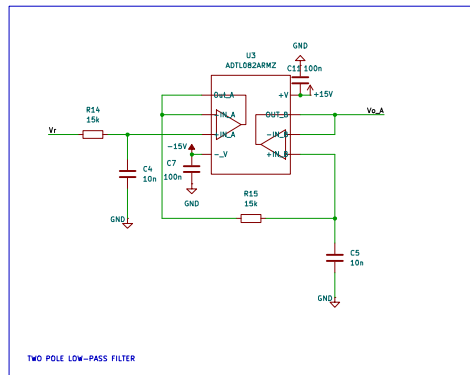 GND
U3
ADTL082ARMZ
C11 100n
Out_A
+V
+15V
R14
15k
-IN_A
OUT_B
Vo_A
Vr
-IN_A
-IN_B
-15V
-_V
+IN_B
C4
10n
C7
100n
GND
R15
15k
GND
C5
10n
GND
TWO POLE LOW-PASS FILTER